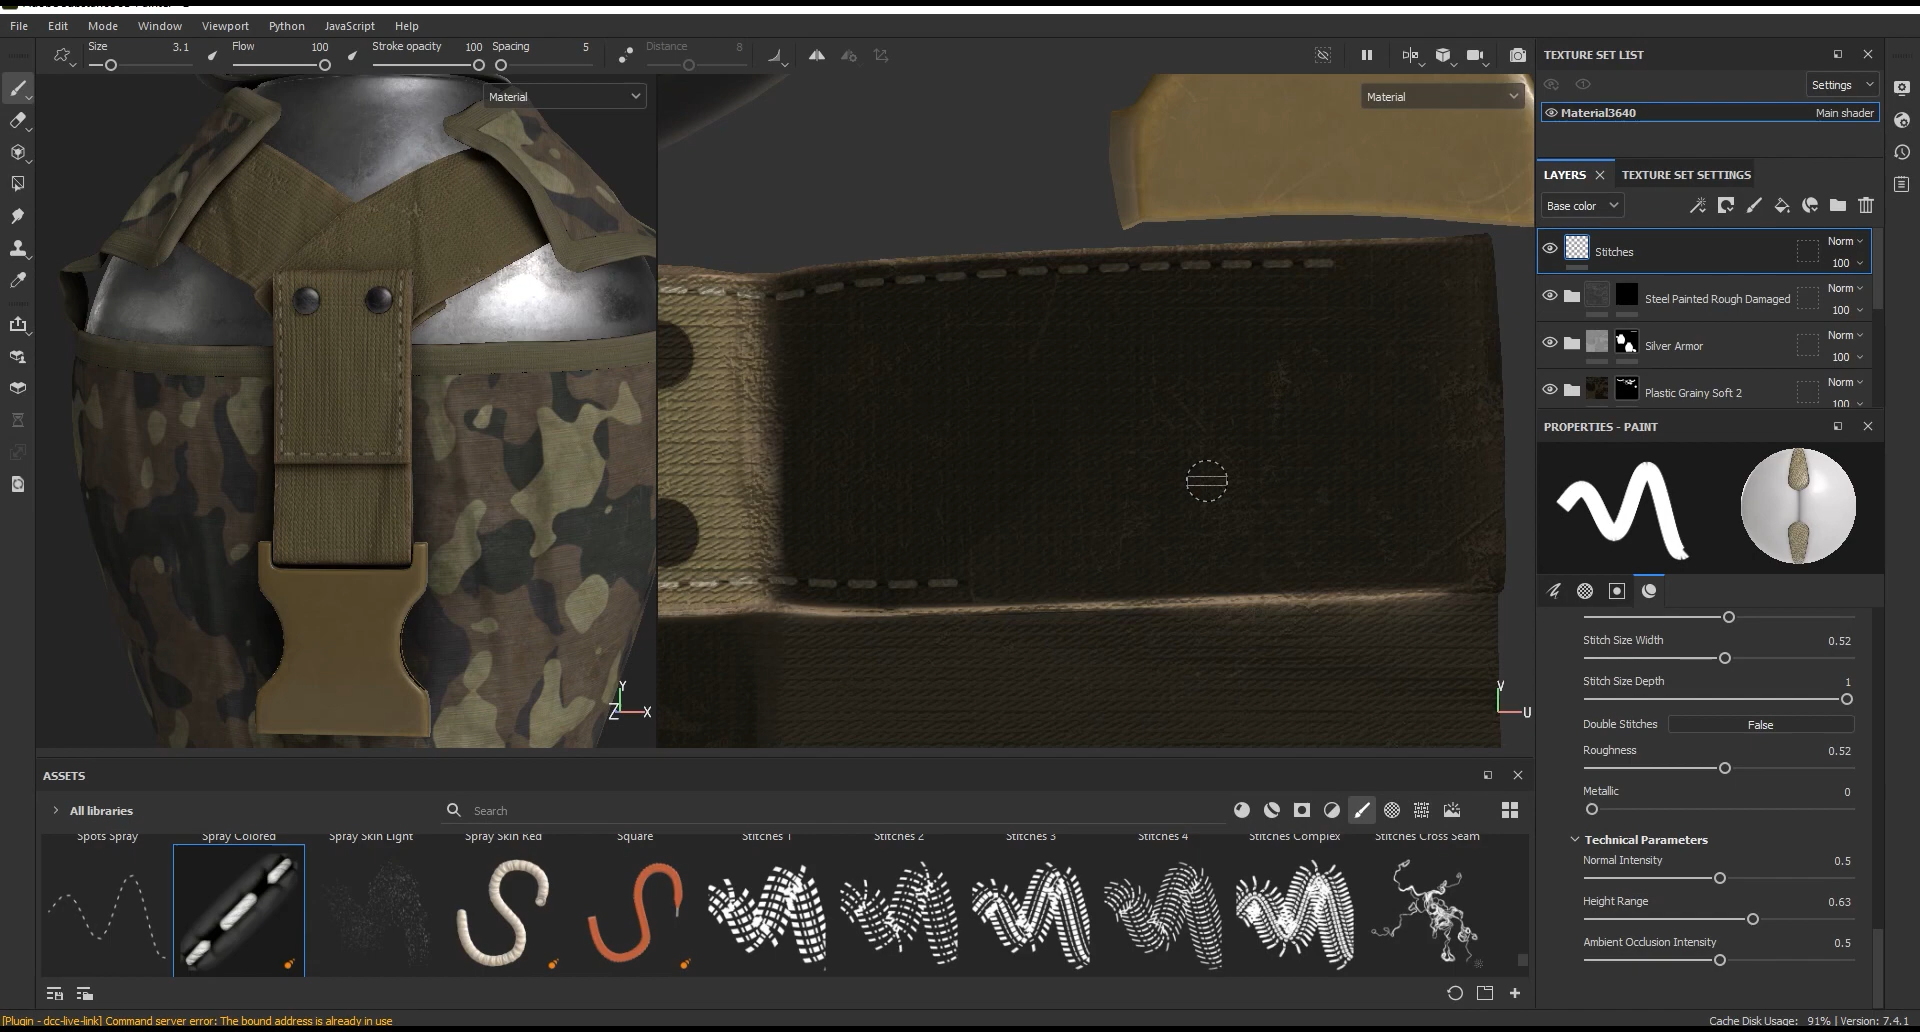 File Edit Mode Window Viewport Python JavaScript Help
Size 3.1 Flow 100 Stroke opacity 100 Spacing 5 Distance 8
Material
Material
Z Y X
V U
TEXTURE SET LIST
Settings
Material3640 Main shader
LAYERS TEXTURE SET SETTINGS
Base color
Stitches Norm 100
Steel Painted Rough Damaged Norm 100
Silver Armor Norm 100
Plastic Grainy Soft 2 Norm 100
PROPERTIES - PAINT
Stitch Size Width 0.52
Stitch Size Depth 1
Double Stitches False
Roughness 0.52
Metallic 0
Technical Parameters
Normal Intensity 0.5
Height Range 0.63
Ambient Occlusion Intensity 0.5
ASSETS
All libraries Search
Spots Spray Spray Colored Spray Skin Light Spray Skin Red Square Stitches 1 Stitches 2 Stitches 3 Stitches 4 Stitches Complex Stitches Cross Seam
[Plugin - dcc-live-link] Command server error: The bound address is already in use
Cache Disk Usage: 91% | Version: 7.4.1